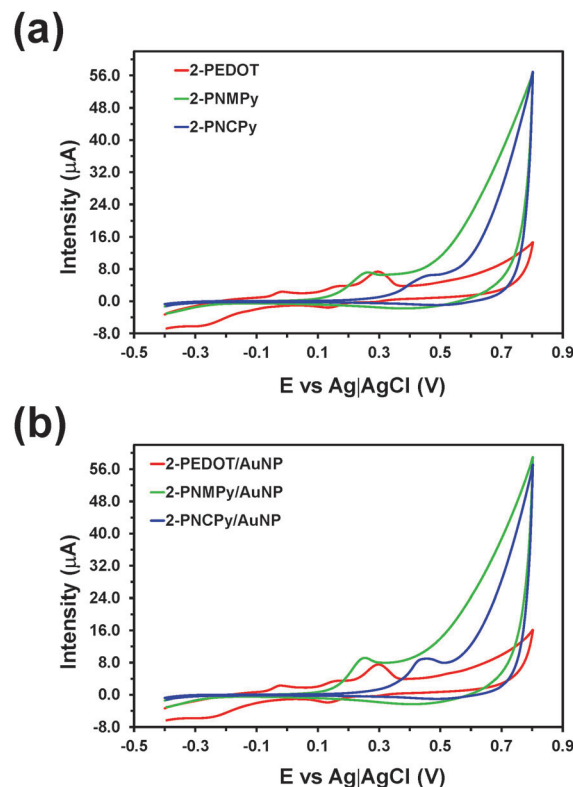 (a)
2-PEDOT
2-PNMPy
2-PNCPy
Intensity (µA)
56.0
48.0
40.0
32.0
24.0
16.0
8.0
0.0
-8.0
-0.5 -0.3 -0.1 0.1 0.3 0.5 0.7 0.9
E vs Ag|AgCl (V)
(b)
2-PEDOT/AuNP
2-PNMPy/AuNP
2-PNCPy/AuNP
Intensity (µA)
56.0
48.0
40.0
32.0
24.0
16.0
8.0
0.0
-8.0
-0.5 -0.3 -0.1 0.1 0.3 0.5 0.7 0.9
E vs Ag|AgCl (V)